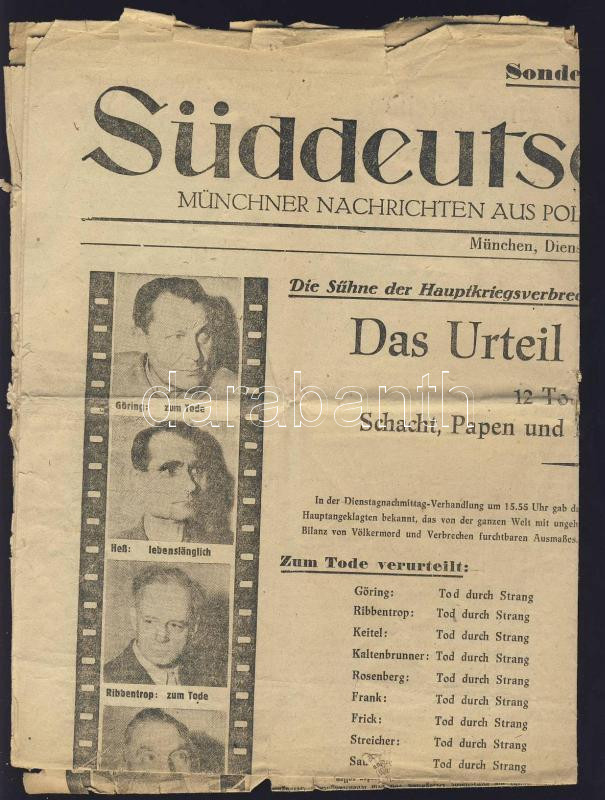 Sonde
Süddeutsc
MÜNCHNER NACHRICHTEN AUS POL
München, Diens
Die Sühne der Hauptkriegsverbrec
Das Urteil
12 To
Schacht, Papen und
In der Dienstagnachmittag-Verhandlung um 15.55 Uhr gab da
Hauptangeklagten bekannt, das von der ganzen Welt mit ungeh
Bilanz von Völkermord und Verbrechen furchtbaren Ausmaßes.
Zum Tode verurteilt:
Göring: Tod durch Strang
Ribbentrop: Tod durch Strang
Keitel: Tod durch Strang
Kaltenbrunner: Tod durch Strang
Rosenberg: Tod durch Strang
Frank: Tod durch Strang
Frick: Tod durch Strang
Streicher: Tod durch Strang
Sau Tod durch Strang
Göring: zum Tode
Heß: lebenslänglich
Ribbentrop: zum Tode
darabanth